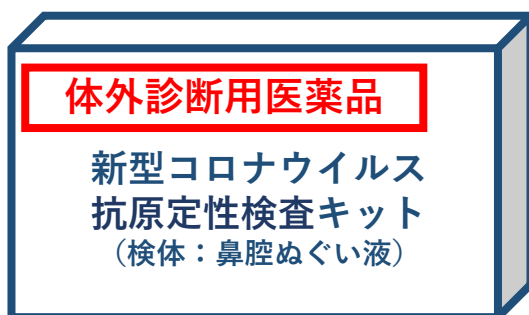 体外診断用医薬品
新型コロナウイルス
抗原定性検査キット
（検体：鼻腔ぬぐい液）